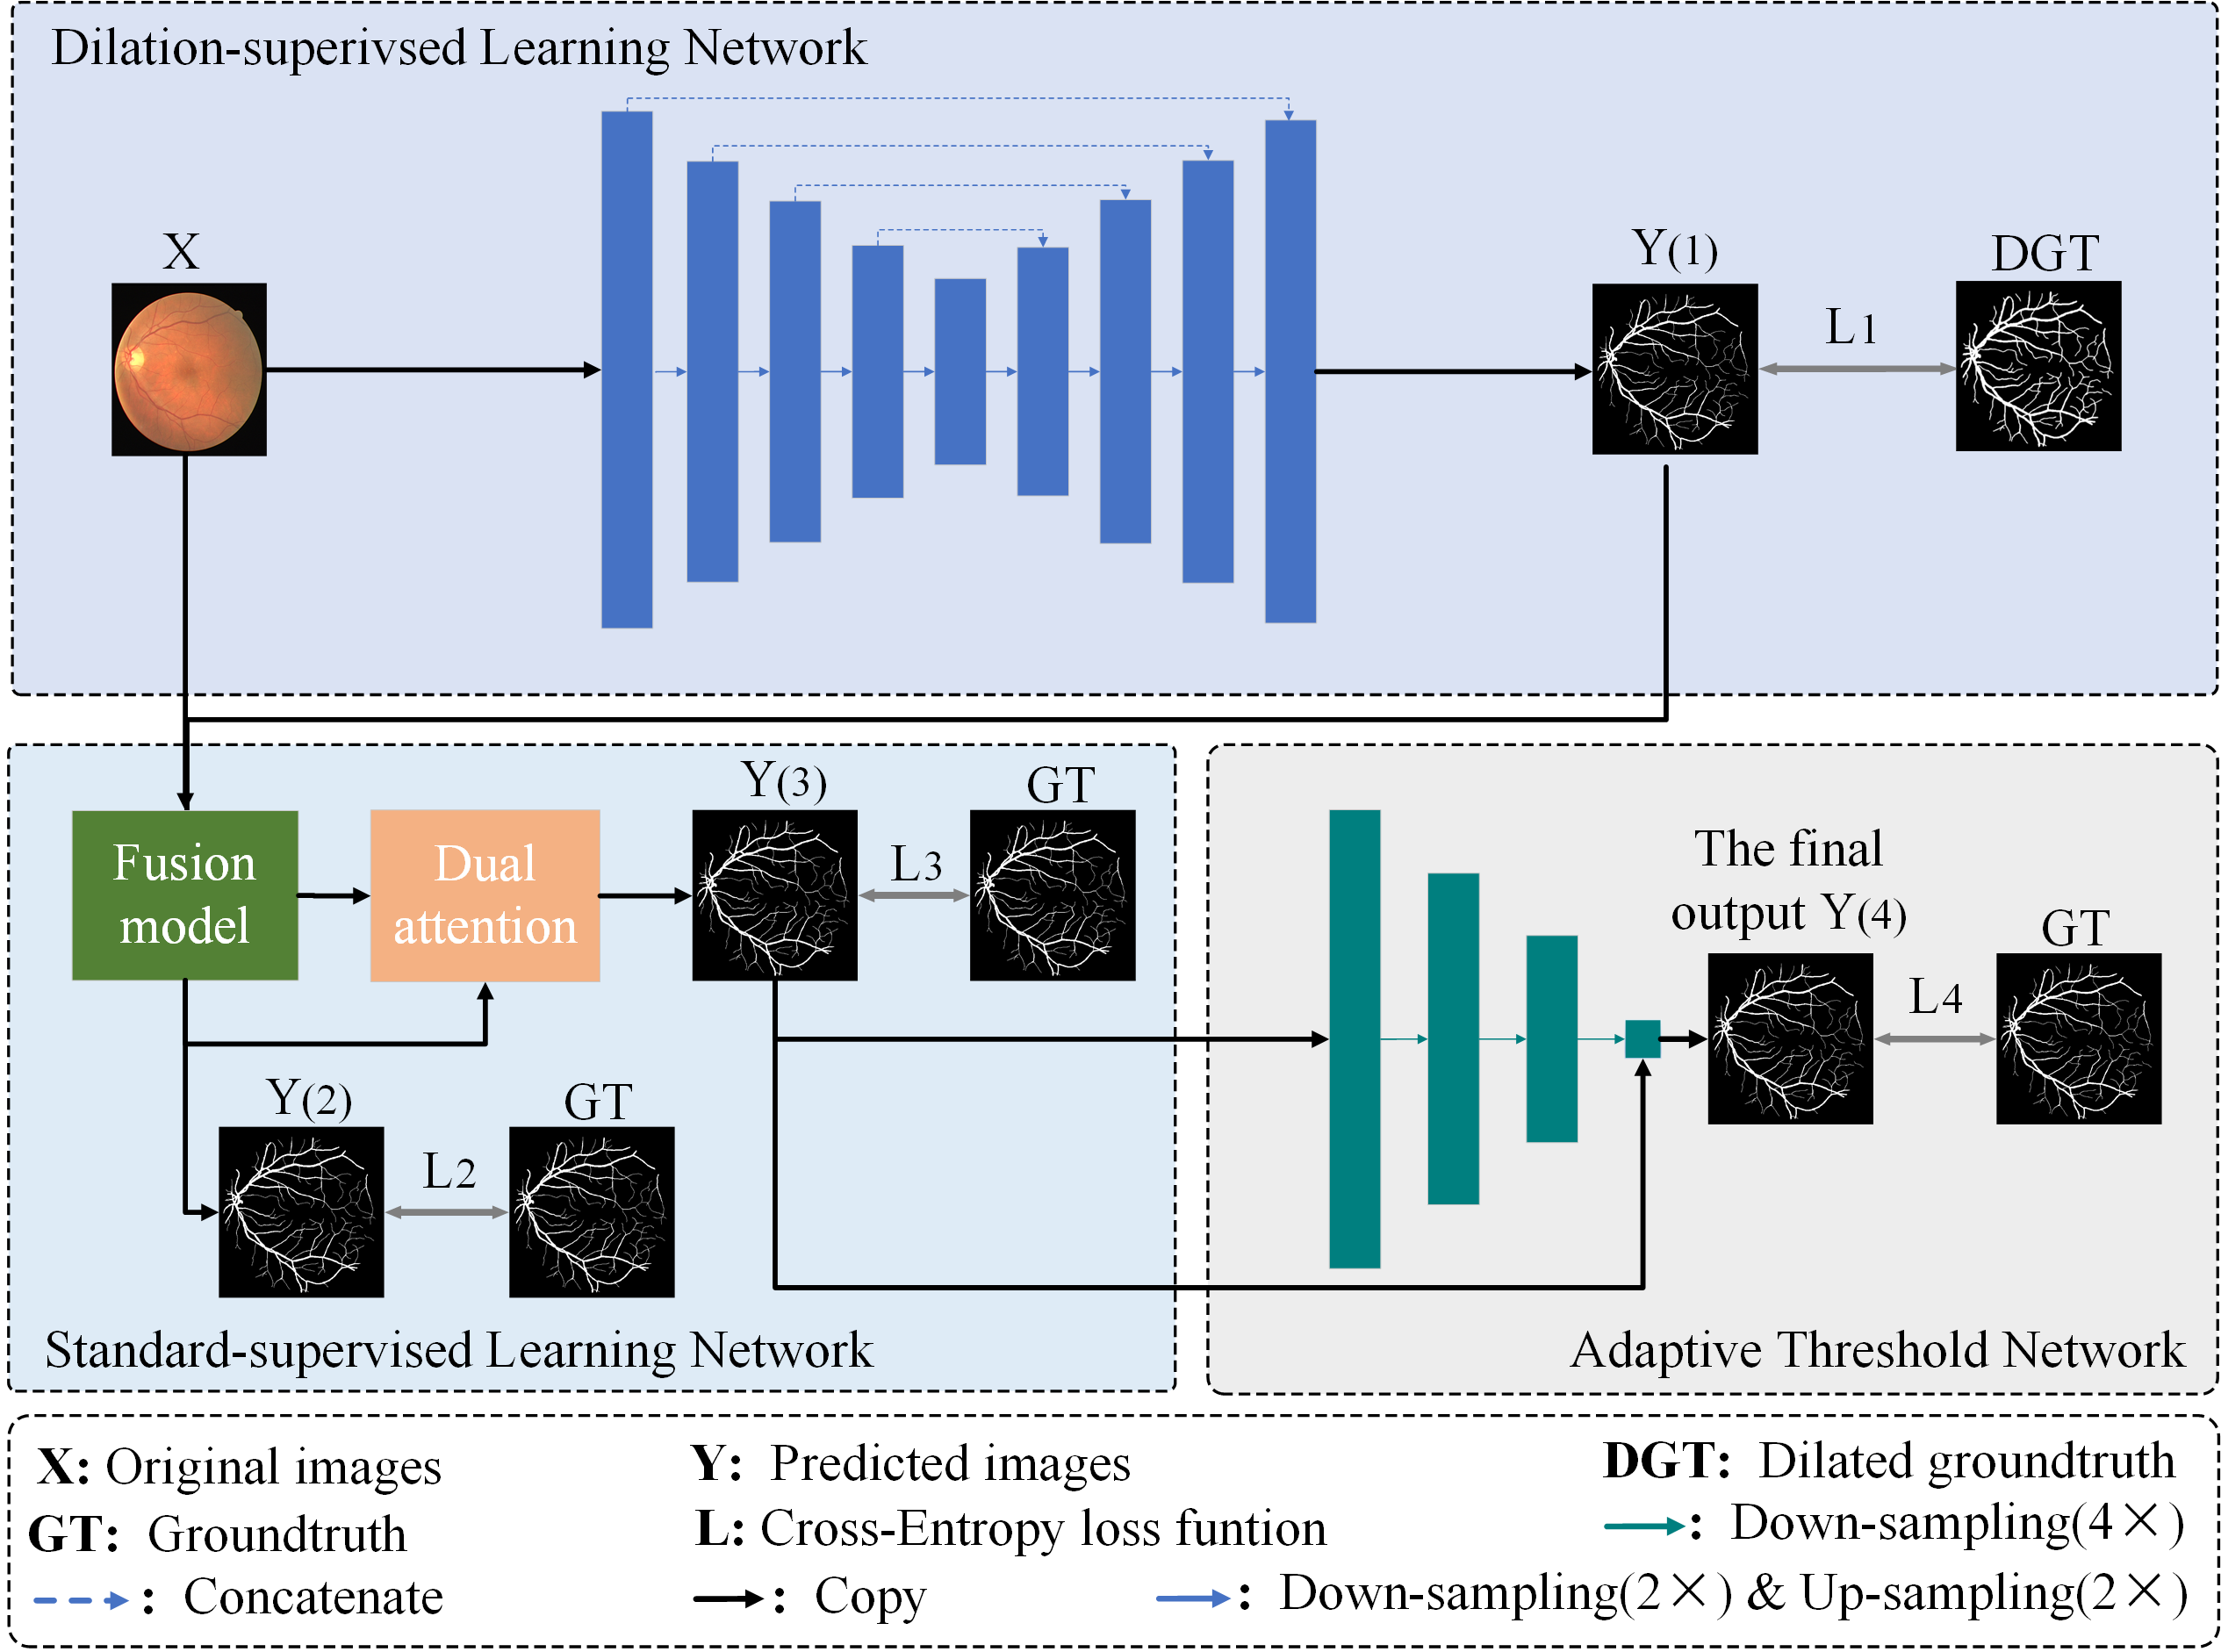 Dilation-superivsed Learning Network
X
Y(1)
DGT
L1
Fusion
model
Dual
attention
Y(3)
GT
L3
Y(2)
GT
L2
Standard-supervised Learning Network
The final
output Y(4)
GT
L4
Adaptive Threshold Network
X: Original images
Y: Predicted images
DGT: Dilated groundtruth
GT: Groundtruth
L: Cross-Entropy loss funtion
: Down-sampling(4×)
: Concatenate
: Copy
: Down-sampling(2×) & Up-sampling(2×)